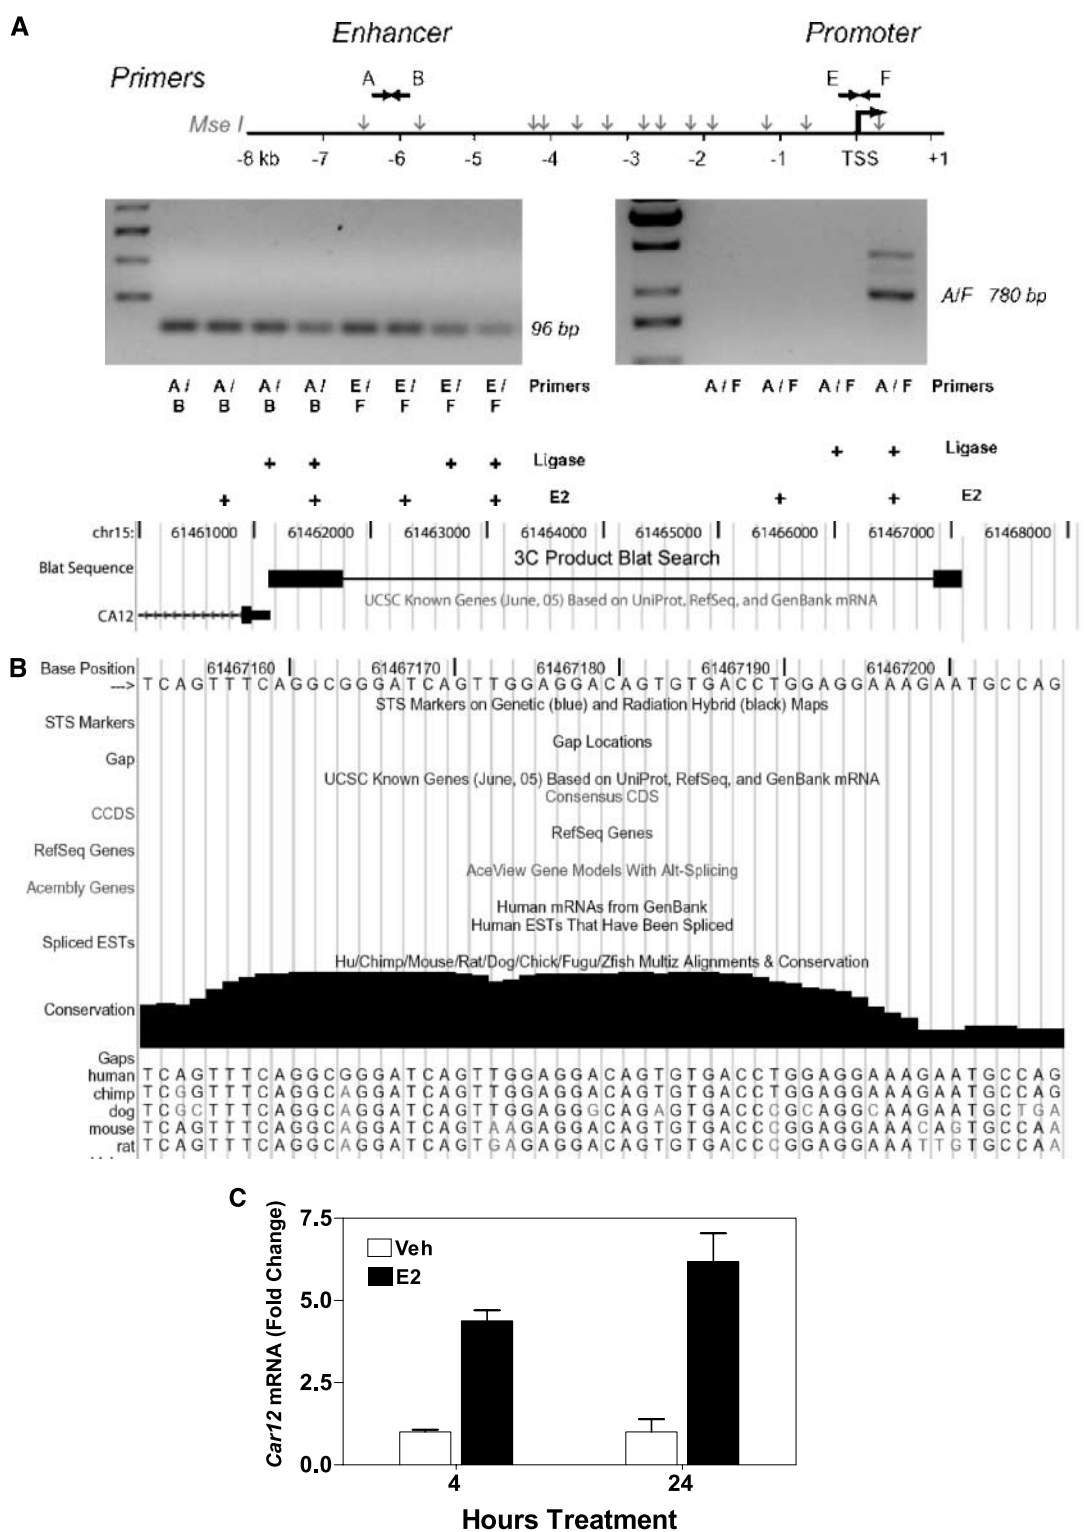 A
Enhancer
Promoter
Primers
A B
E F
Mse I
-8 kb -7 -6 -5 -4 -3 -2 -1 TSS +1
96 bp
A/F 780 bp
A / A / A / A / E / E / E / E / Primers
B B B B F F F F
A / F A / F A / F A / F Primers
+ + + + Ligase
+ + Ligase
+ + + + E2
+ + E2
chr15: 61461000 61462000 61463000 61464000 61465000 61466000 61467000 61468000
3C Product Blat Search
Blat Sequence
UCSC Known Genes (June, 05) Based on UniProt, RefSeq, and GenBank mRNA
CA12
B
Base Position 61467160 61467170 61467180 61467190 61467200
---> T C A G T T T C A G G C G G G A T C A G T T G G A G G A C A G T G T G A C C T G G A G G A A A G A A T G C C A G
STS Markers on Genetic (blue) and Radiation Hybrid (black) Maps
STS Markers
Gap Locations
Gap
UCSC Known Genes (June, 05) Based on UniProt, RefSeq, and GenBank mRNA
Consensus CDS
CCDS
RefSeq Genes
RefSeq Genes
AceView Gene Models With Alt-Splicing
Acembly Genes
Human mRNAs from GenBank
Human ESTs That Have Been Spliced
Spliced ESTs
Hu/Chimp/Mouse/Rat/Dog/Chick/Fugu/Zfish Multiz Alignments & Conservation
Conservation
Gaps
human T C A G T T T C A G G C G G G A T C A G T T G G A G G A C A G T G T G A C C T G G A G G A A A G A A T G C C A G
chimp T C G G T T T C A G G C A G G A T C A G T T G G A G G A C A G T G T G A C C T G G A G G A A A G A A T G C C A G
dog T C G C T T T C A G G C A G G A T C A G T T G G A G G G C A G A G T G A C C C G C A G G C A A G A A T G C T G A
mouse T C A G T T T C A G G C A G G A T C A G T A A G A G G A C A G T G T G A C C C G G A G G A A A C A G T G C C A A
rat T C A G T T T C A G G C A G G A T C A G T G A G A G G A C A G T G T G A C C C G G A G G A A A T T G T G C C A A
C
Car12 mRNA (Fold Change)
7.5
5.0
2.5
0.0
Veh
E2
4 24
Hours Treatment